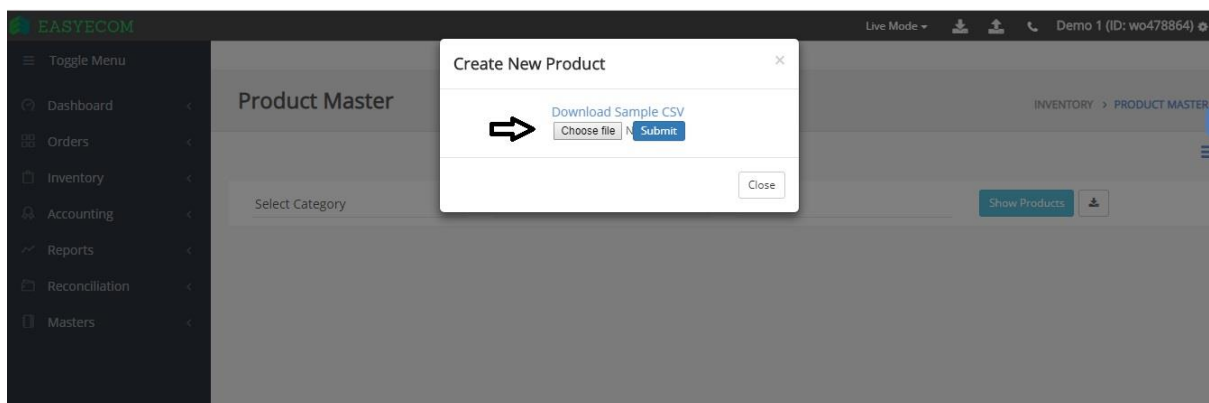 EASYECOM
Live Mode
Demo 1 (ID: wo478864)
Toggle Menu
Dashboard
Orders
Inventory
Accounting
Reports
Reconciliation
Masters
Product Master
INVENTORY > PRODUCT MASTER
Create New Product ×
Download Sample CSV
Choose file N Submit
Close
Select Category
Show Products